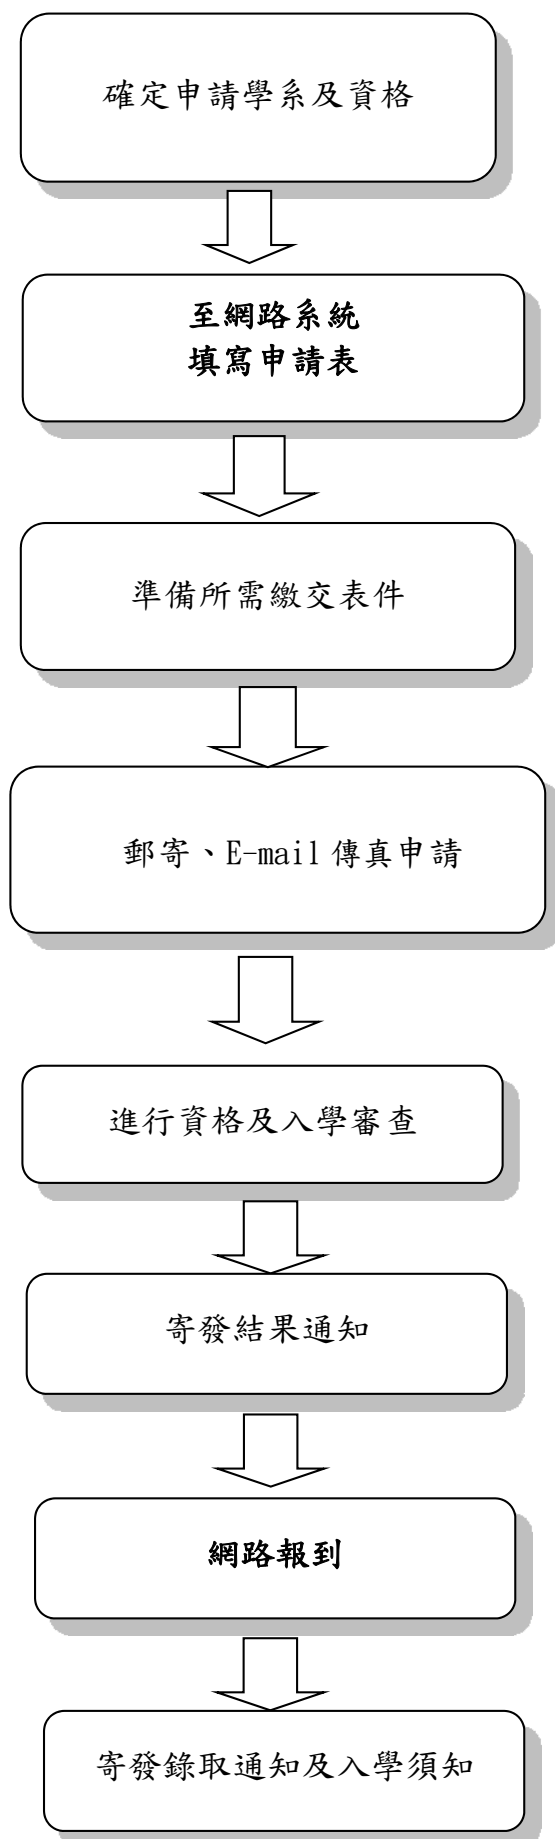 確定申請學系及資格
至網路系統
填寫申請表
準備所需繳交表件
郵寄、E-mail 傳真申請
進行資格及入學審查
寄發結果通知
網路報到
寄發錄取通知及入學須知